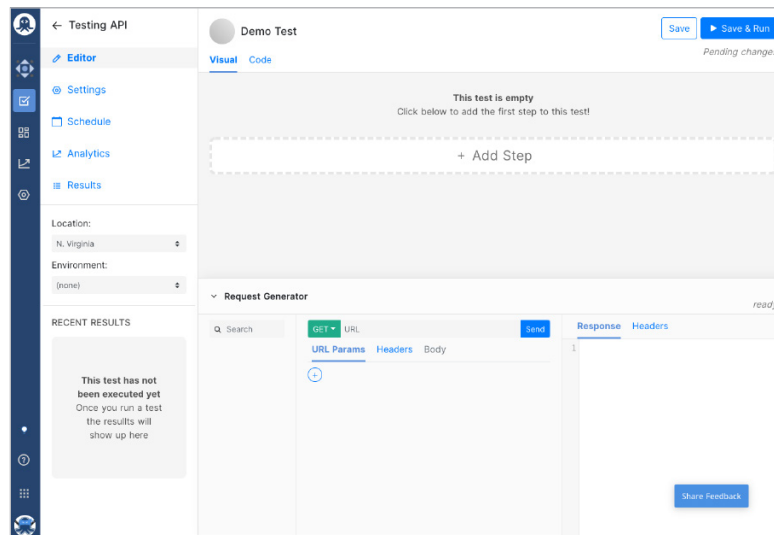 ← Testing API
Editor
Settings
Schedule
Analytics
Results
Location:
N. Virginia
Environment:
(none)
RECENT RESULTS
This test has not
been executed yet
Once you run a test
the resullts will
show up here
Demo Test
Save
Save & Run
Pending changes
Visual
Code
This test is empty
Click below to add the first step to this test!
+ Add Step
Request Generator
ready
Search
GET
URL
Send
URL Params
Headers
Body
Response
Headers
1
Share Feedback